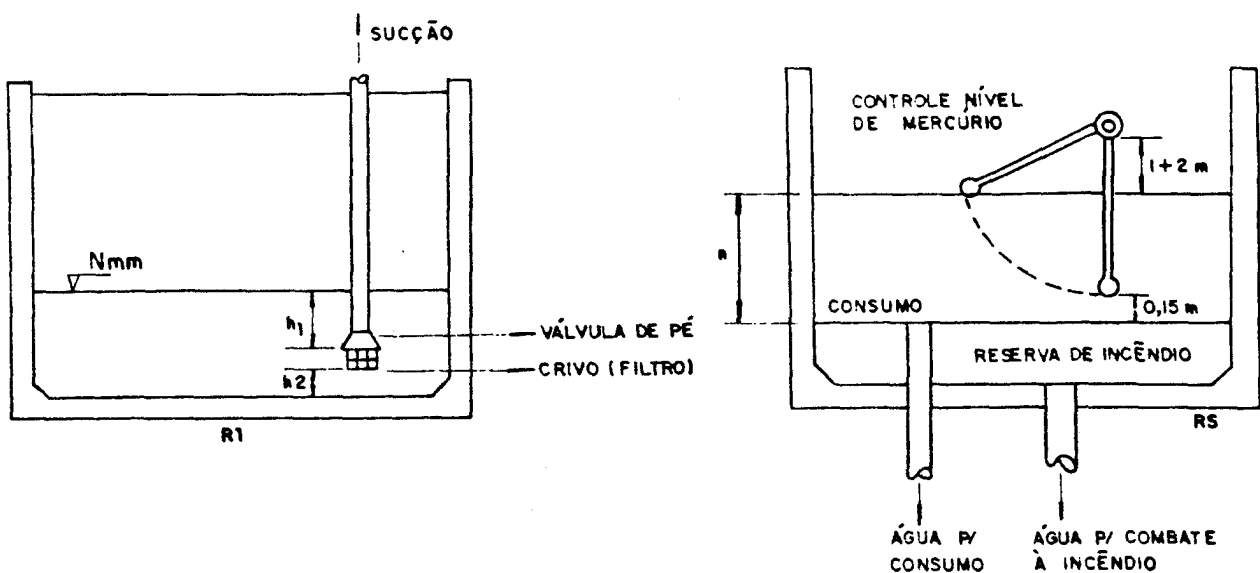 SUCÇÃO
Nmm
h1
h2
VÁLVULA DE PÉ
CRIVO (FILTRO)
R1
CONTROLE NÍVEL
DE MERCÚRIO
1+2 m
n
CONSUMO
0,15 m
RESERVA DE INCÊNDIO
RS
ÁGUA P/
CONSUMO
ÁGUA P/ COMBATE
À INCÊNDIO